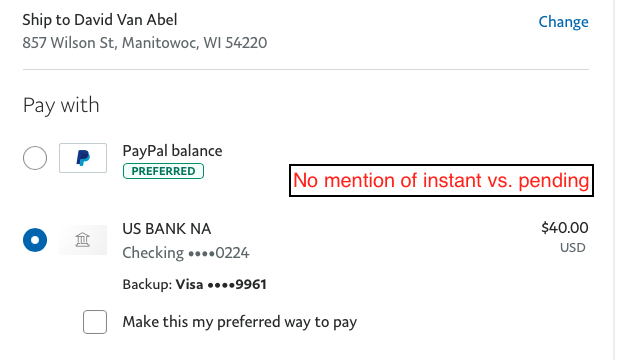 Ship to David Van Abel
Change
857 Wilson St, Manitowoc, WI 54220
Pay with
PayPal balance
PREFERRED
No mention of instant vs. pending
US BANK NA
$40.00
Checking ••••0224
USD
Backup: Visa ••••9961
Make this my preferred way to pay